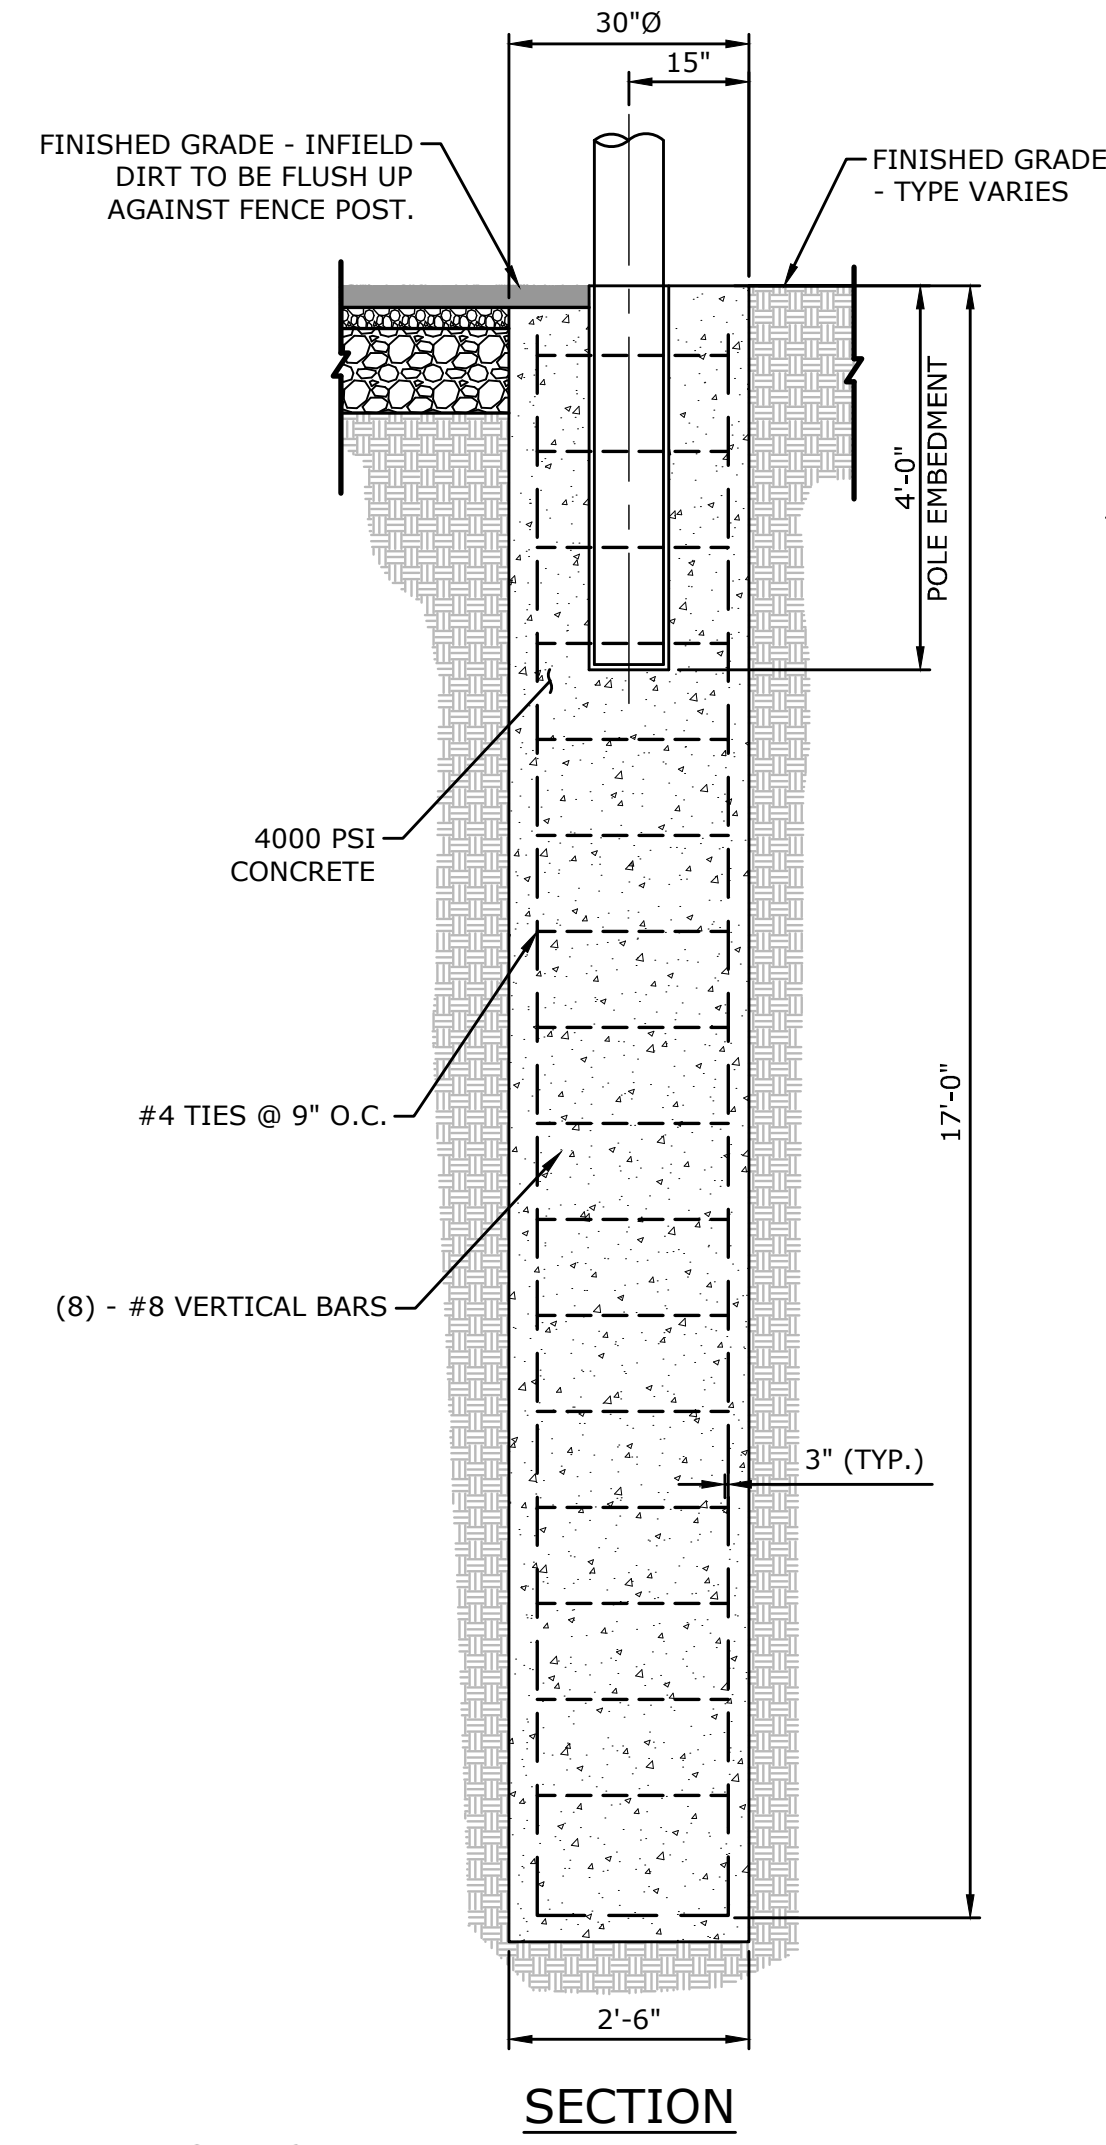 30"Ø
15"
FINISHED GRADE - INFIELD
DIRT TO BE FLUSH UP
AGAINST FENCE POST.
FINISHED GRADE
- TYPE VARIES
4'-0"
POLE EMBEDMENT
4000 PSI
CONCRETE
#4 TIES @ 9" O.C.
17'-0"
(8) - #8 VERTICAL BARS
3" (TYP.)
2'-6"
SECTION